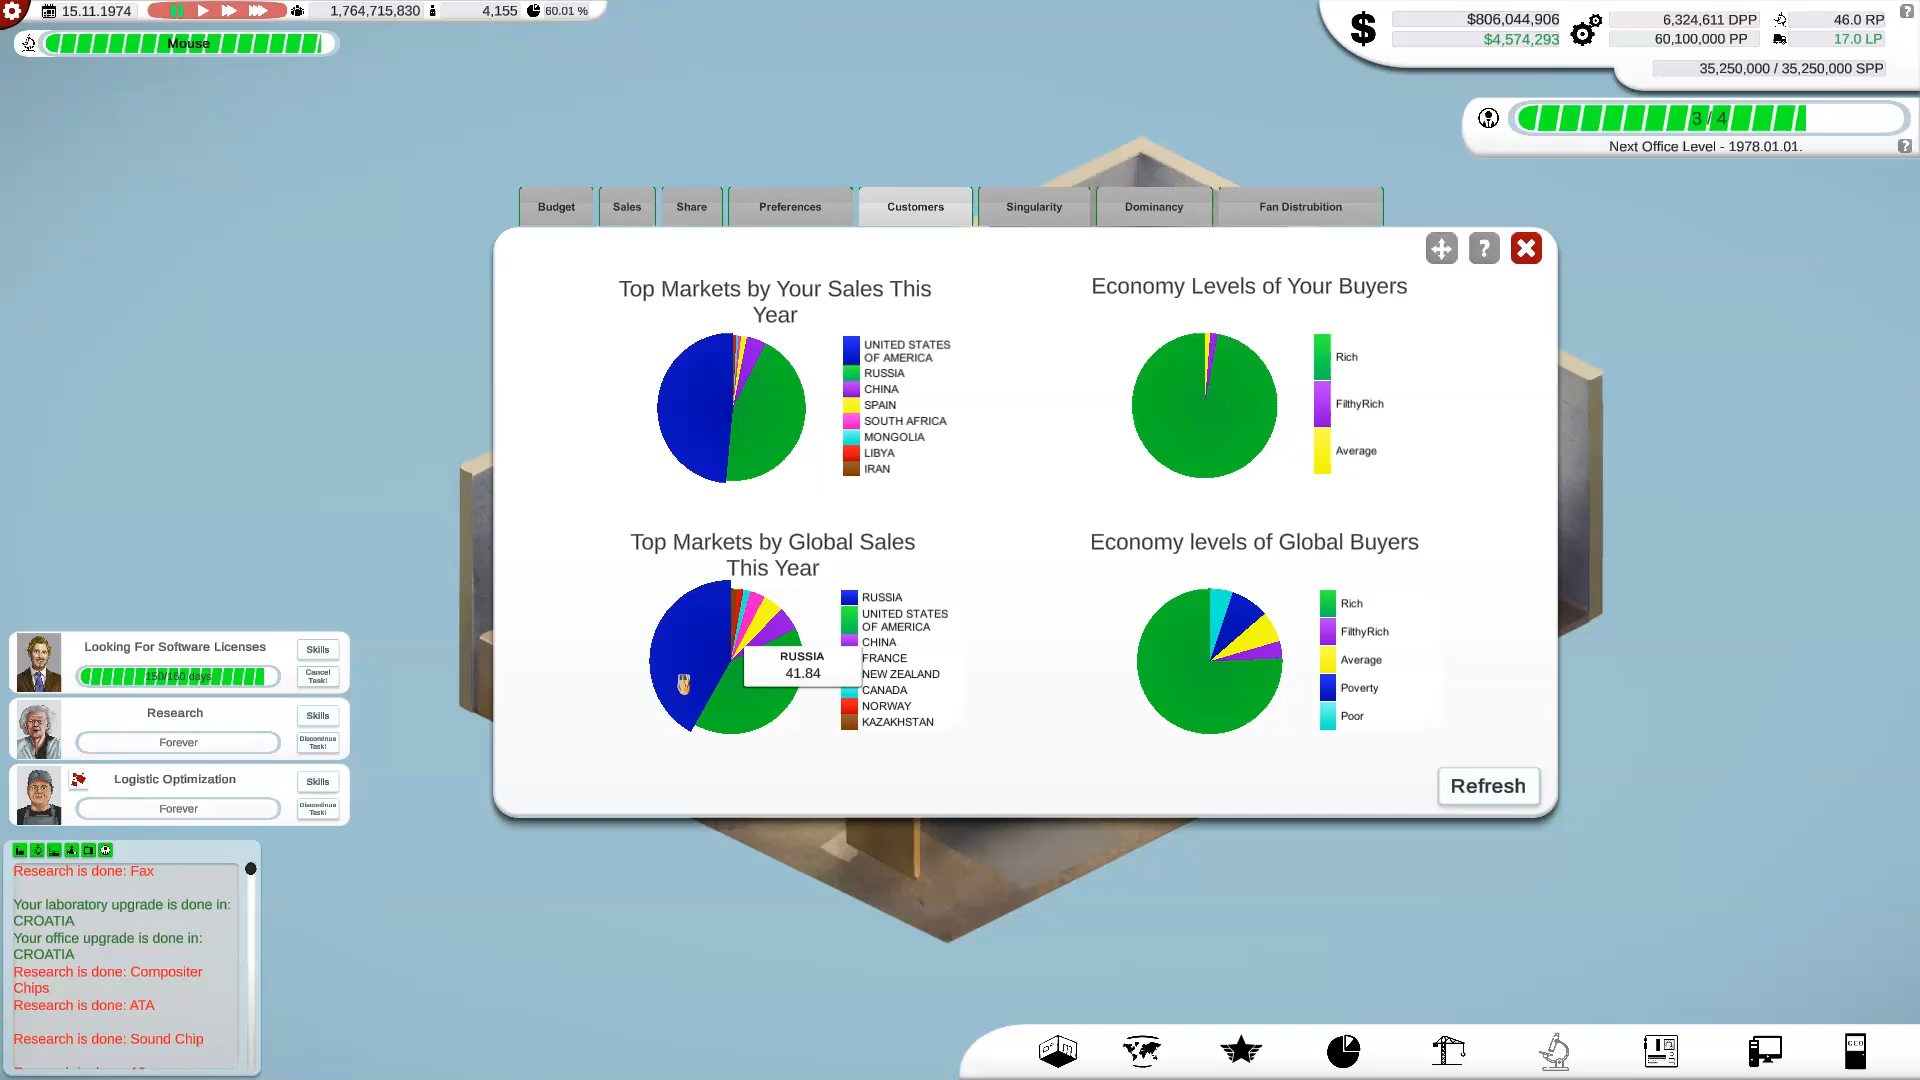 15.11.1974
1,764,715,830
4,155
60.01 %
Mouse
$806,044,906
$4,574,293
6,324,611 DPP
60,100,000 PP
46.0 RP
17.0 LP
35,250,000 / 35,250,000 SPP
3 / 4
Next Office Level - 1978.01.01.
Budget
Sales
Share
Preferences
Customers
Singularity
Dominancy
Fan Distrubition
Top Markets by Your Sales This
Year
UNITED STATES
OF AMERICA
RUSSIA
CHINA
SPAIN
SOUTH AFRICA
MONGOLIA
LIBYA
IRAN
Economy Levels of Your Buyers
Rich
FilthyRich
Average
Top Markets by Global Sales
This Year
RUSSIA
41.84
RUSSIA
UNITED STATES
OF AMERICA
CHINA
FRANCE
NEW ZEALAND
CANADA
NORWAY
KAZAKHSTAN
Economy levels of Global Buyers
Rich
FilthyRich
Average
Poverty
Poor
Refresh
Looking For Software Licenses
150/160 days
Skills
Cancel
Task!
Research
Forever
Skills
Discontinue
Task!
Logistic Optimization
Forever
Skills
Discontinue
Task!
Research is done: Fax
Your laboratory upgrade is done in:
CROATIA
Your office upgrade is done in:
CROATIA
Research is done: Compositer
Chips
Research is done: ATA
Research is done: Sound Chip
CEO